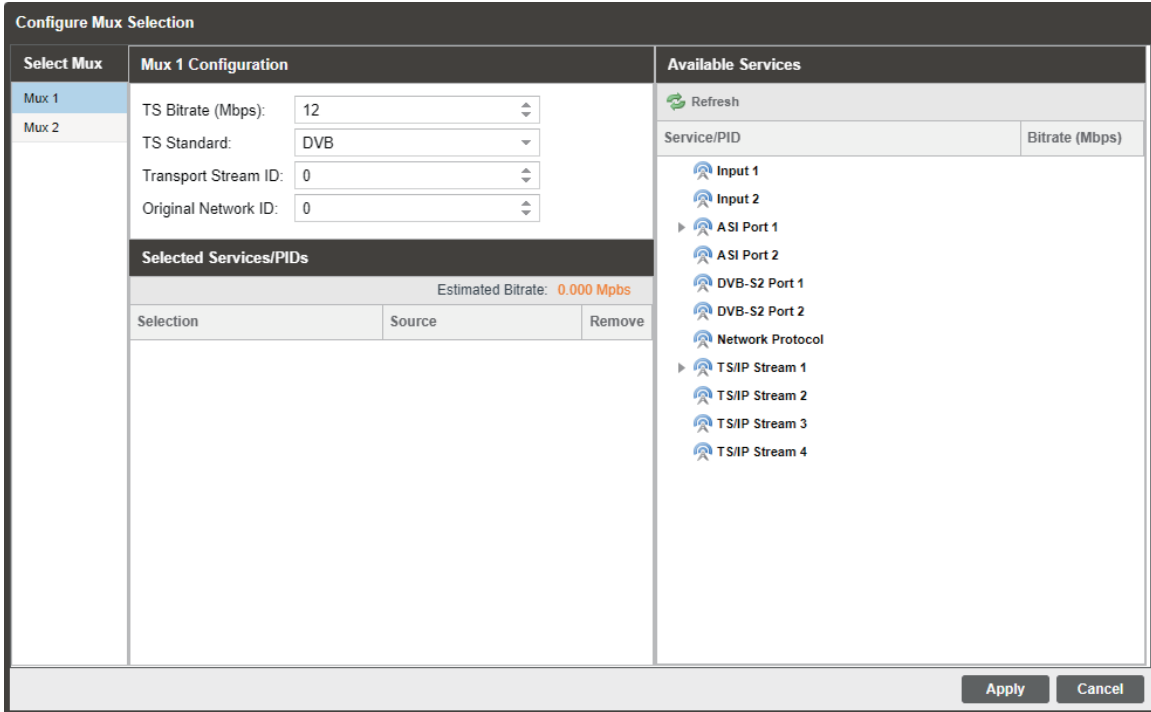 Configure Mux Selection
Select Mux
Mux 1
Mux 2
Mux 1 Configuration
TS Bitrate (Mbps): 12
TS Standard: DVB
Transport Stream ID: 0
Original Network ID: 0
Selected Services/PIDs
Estimated Bitrate: 0.000 Mpbs
Selection Source Remove
Available Services
Refresh
Service/PID Bitrate (Mbps)
Input 1
Input 2
ASI Port 1
ASI Port 2
DVB-S2 Port 1
DVB-S2 Port 2
Network Protocol
TS/IP Stream 1
TS/IP Stream 2
TS/IP Stream 3
TS/IP Stream 4
Apply Cancel